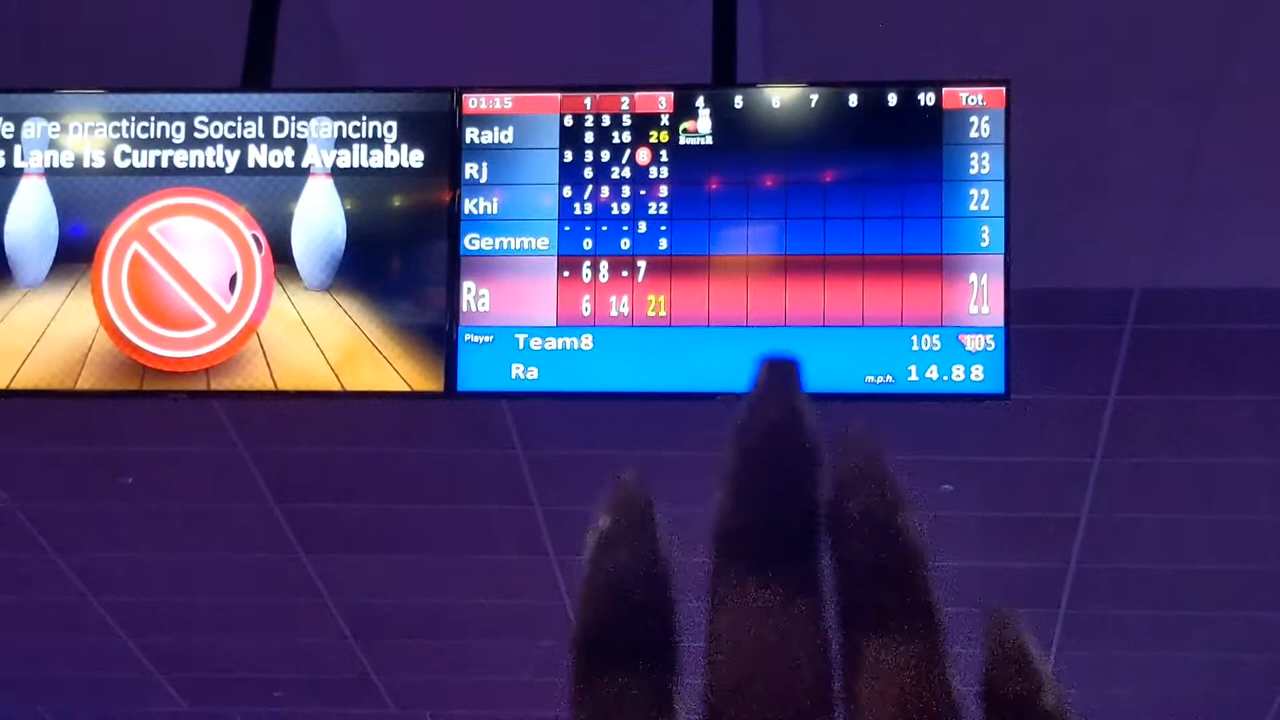 e are practicing Social Distancing
s Lane is Currently Not Available
01:15 1 2 3 4 5 6 7 8 9 10 Tot.
6 2 3 5 X
Raid 8 16 26 BUMPER 26
3 3 9 / 8 1
Rj 6 24 33 33
6 / 3 3 - 3
Khi 13 19 22 22
- - - - 3 -
Gemme 0 0 3 3
- 6 8 - 7
Ra 6 14 21 21
Player Team8 105 105
Ra m.p.h. 14.88